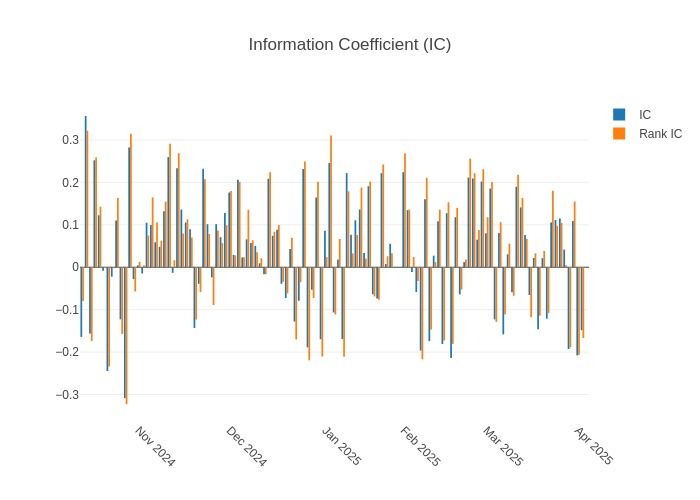 Information Coefficient (IC)
IC
Rank IC
0.3
0.2
0.1
0
−0.1
−0.2
−0.3
Nov 2024
Dec 2024
Jan 2025
Feb 2025
Mar 2025
Apr 2025